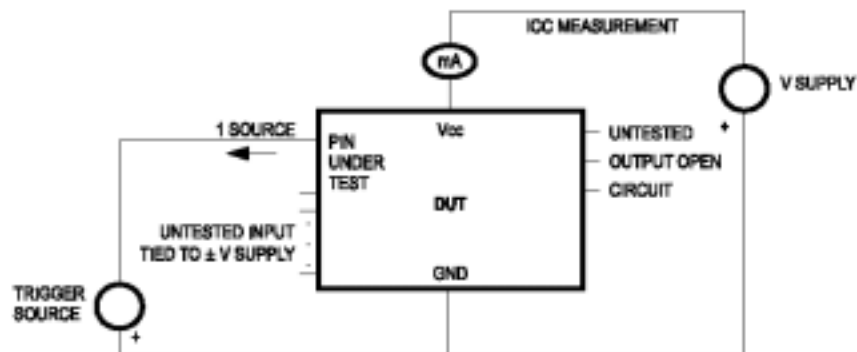 ICC MEASUREMENT
mA
V SUPPLY
+
1 SOURCE
Vcc
PIN
UNDER
TEST
UNTESTED
OUTPUT OPEN
CIRCUIT
DUT
UNTESTED INPUT
TIED TO ± V SUPPLY
GND
TRIGGER
SOURCE
+